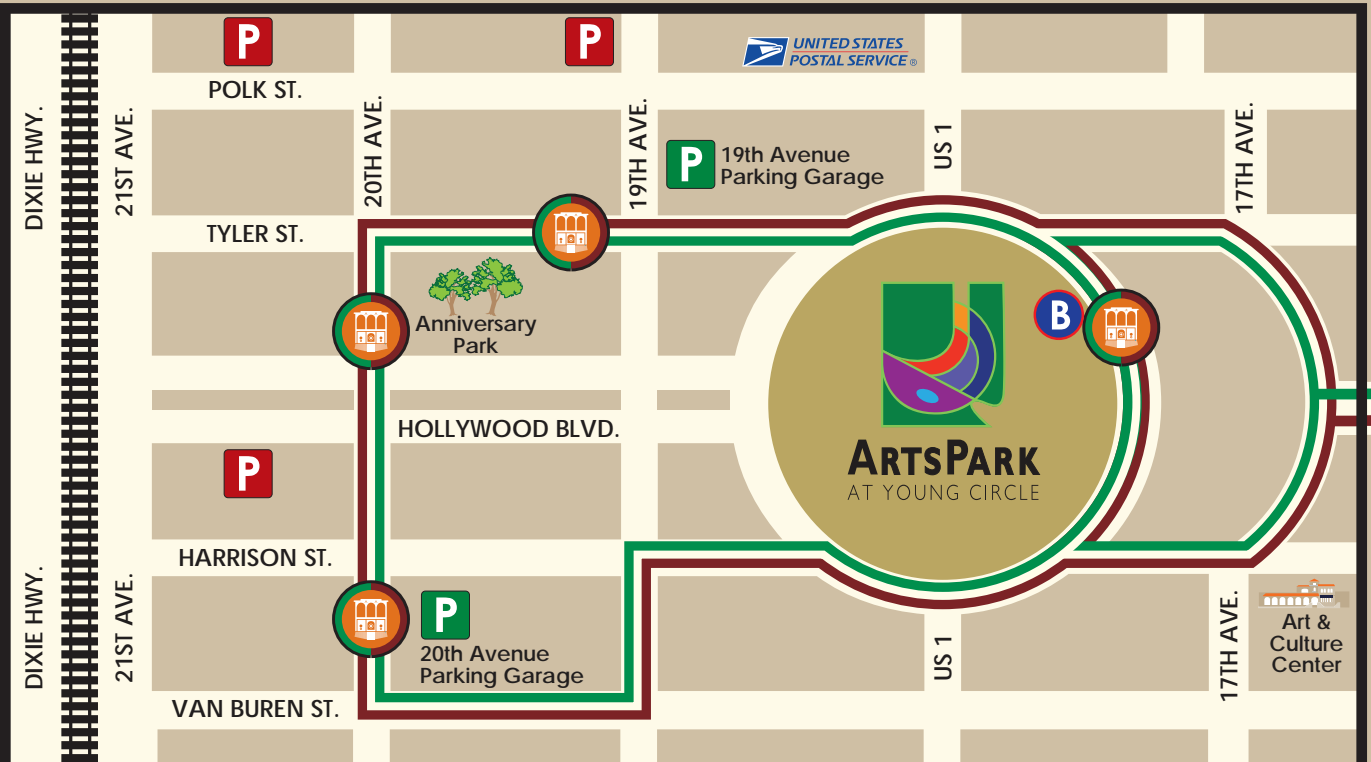 P
P
UNITED STATES
POSTAL SERVICE ®
POLK ST.
DIXIE HWY.
21ST AVE.
20TH AVE.
19TH AVE.
US 1
17TH AVE.
P
19th Avenue
Parking Garage
TYLER ST.
Anniversary
Park
B
HOLLYWOOD BLVD.
ARTSPARK
AT YOUNG CIRCLE
P
HARRISON ST.
DIXIE HWY.
21ST AVE.
P
20th Avenue
Parking Garage
US 1
17TH AVE.
Art &
Culture
Center
VAN BUREN ST.